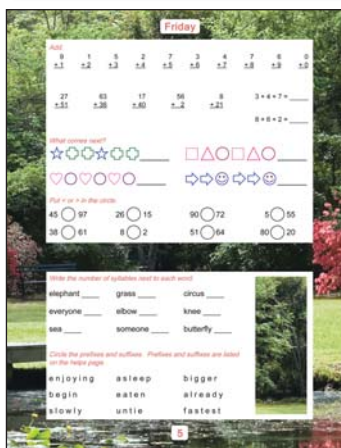 Friday
Add
9 1 5 2 7 3 4 7 6 0
+ 1 + 2 + 3 + 4 + 5 + 6 + 7 + 8 + 9 + 0
27 63 17 56 8 3 + 4 + 7 = ____
+ 51 + 38 + 40 + 2 + 21
8 + 6 + 2 = ____
What comes next?
Put < or > in the circle.
45 97 26 15 90 72 5 55
38 61 8 2 51 64 80 20
Write the number of syllables next to each word.
elephant ____ grass ____ circus ____
everyone ____ elbow ____ knee ____
sea ____ someone ____ butterfly ____
Circle the prefixes and suffixes. Prefixes and suffixes are listed
on the helps page.
enjoying asleep bigger
begin eaten already
slowly untie fastest
5